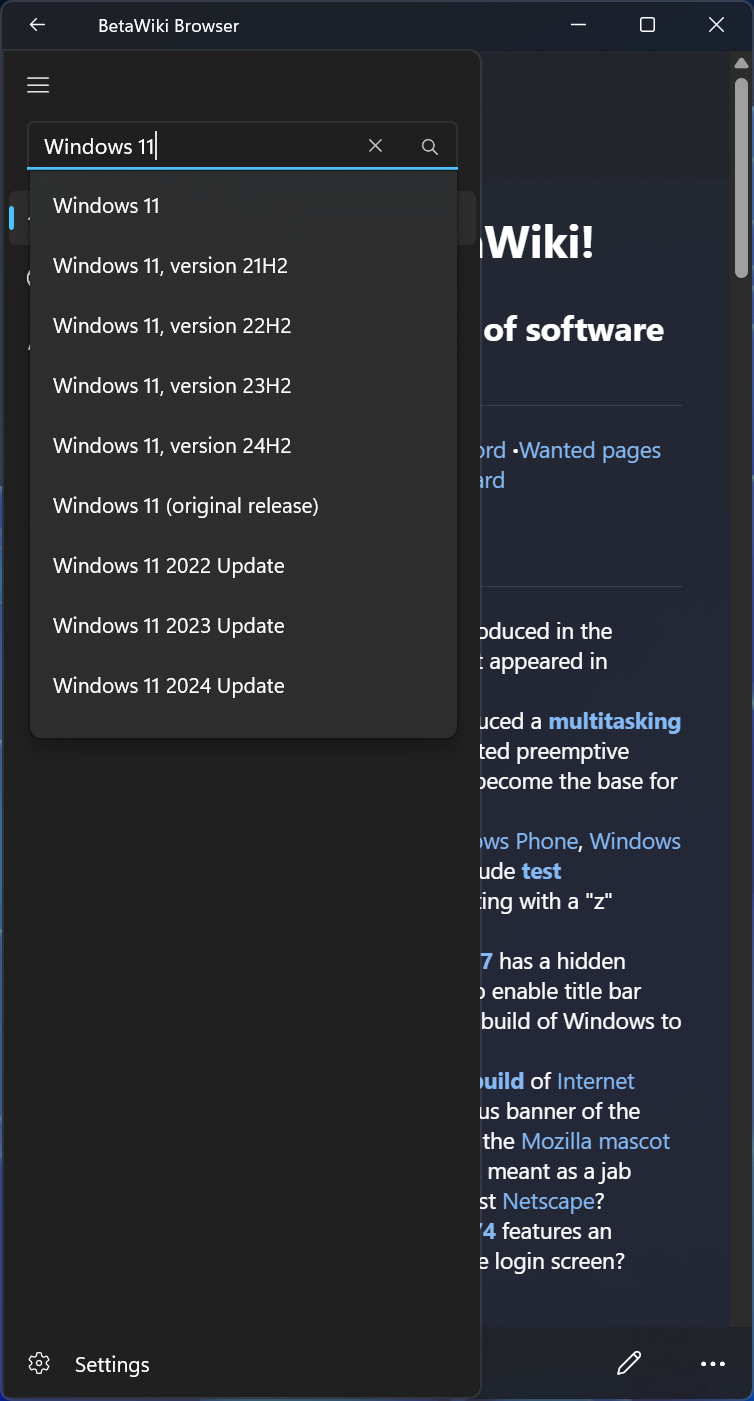 BetaWiki Browser
Windows 11
Windows 11
Windows 11, version 21H2
Windows 11, version 22H2
Windows 11, version 23H2
Windows 11, version 24H2
Windows 11 (original release)
Windows 11 2022 Update
Windows 11 2023 Update
Windows 11 2024 Update
Settings
aWiki!
of software
ord •Wanted pages
ard
oduced in the
t appeared in
uced a multitasking
ted preemptive
become the base for
ows Phone, Windows
ude test
ting with a "z"
7 has a hidden
o enable title bar
build of Windows to
build of Internet
us banner of the
the Mozilla mascot
meant as a jab
st Netscape?
74 features an
e login screen?